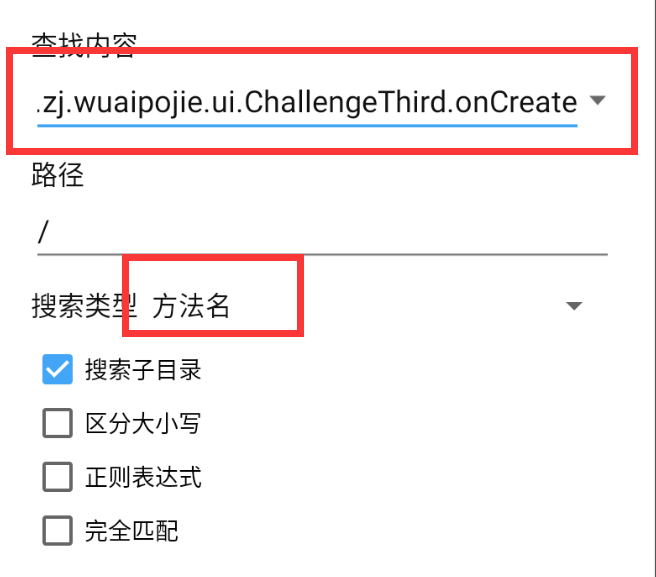 查找内容
.zj.wuaipojie.ui.ChallengeThird.onCreate
路径
/
搜索类型 方法名
搜索子目录
区分大小写
正则表达式
完全匹配